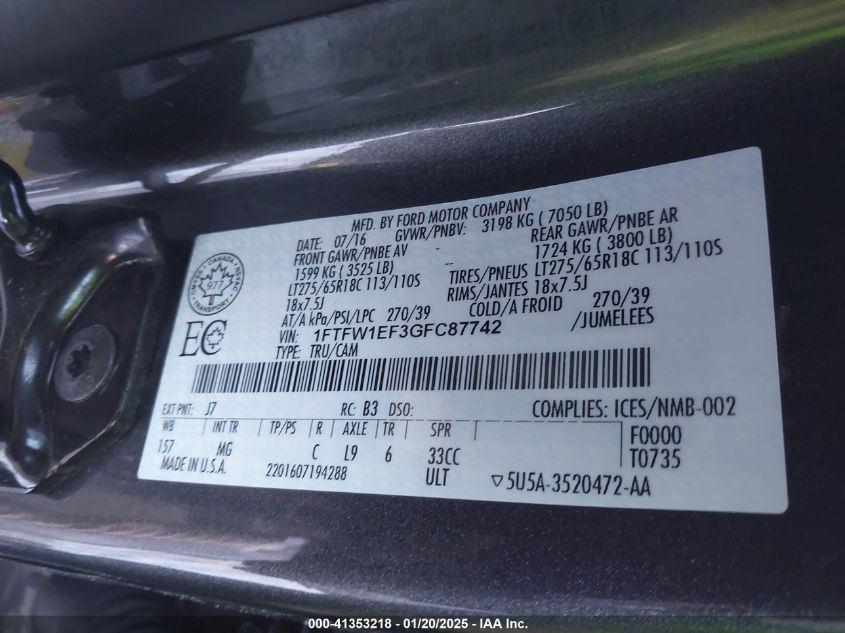 MFD. BY FORD MOTOR COMPANY
DATE: 07/16 GVWR/PNBV: 3198 KG ( 7050 LB)
FRONT GAWR/PNBE AV REAR GAWR/PNBE AR
1599 KG ( 3525 LB) 1724 KG ( 3800 LB)
LT275/65R18C 113/110S TIRES/PNEUS LT275/65R18C 113/110S
18x7.5J RIMS/JANTES 18x7.5J
AT/A kPa/PSI/LPC 270/39 COLD/A FROID 270/39
VIN: 1FTFW1EF3GFC87742 /JUMELEES
TYPE: TRU/CAM
CANADA
977
TRANSPORT
EC
EXT PNT: J7 RC: B3 DSO: COMPLIES: ICES/NMB-002
WB INT TR TP/PS R AXLE TR SPR F0000
157 MG C L9 6 33CC T0735
MADE IN U.S.A. 2201607194288 ULT ▽5U5A-3520472-AA
000-41353218 - 01/20/2025 - IAA Inc.